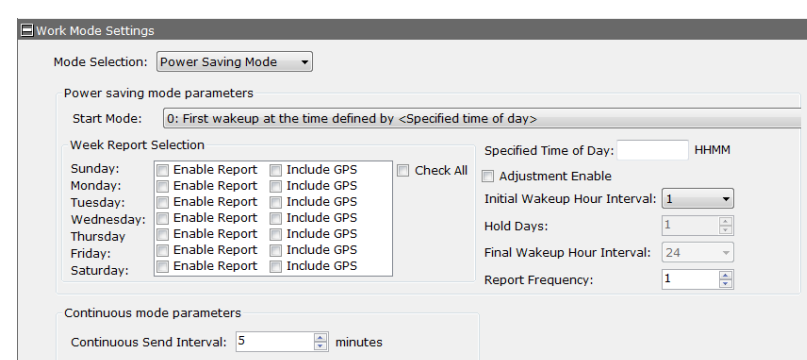 Work Mode Settings
Mode Selection: Power Saving Mode
Power saving mode parameters
Start Mode: 0: First wakeup at the time defined by <Specified time of day>
Week Report Selection
Sunday: Enable Report Include GPS Check All
Monday: Enable Report Include GPS
Tuesday: Enable Report Include GPS
Wednesday: Enable Report Include GPS
Thursday Enable Report Include GPS
Friday: Enable Report Include GPS
Saturday: Enable Report Include GPS
Specified Time of Day: HHMM
Adjustment Enable
Initial Wakeup Hour Interval: 1
Hold Days: 1
Final Wakeup Hour Interval: 24
Report Frequency: 1
Continuous mode parameters
Continuous Send Interval: 5 minutes